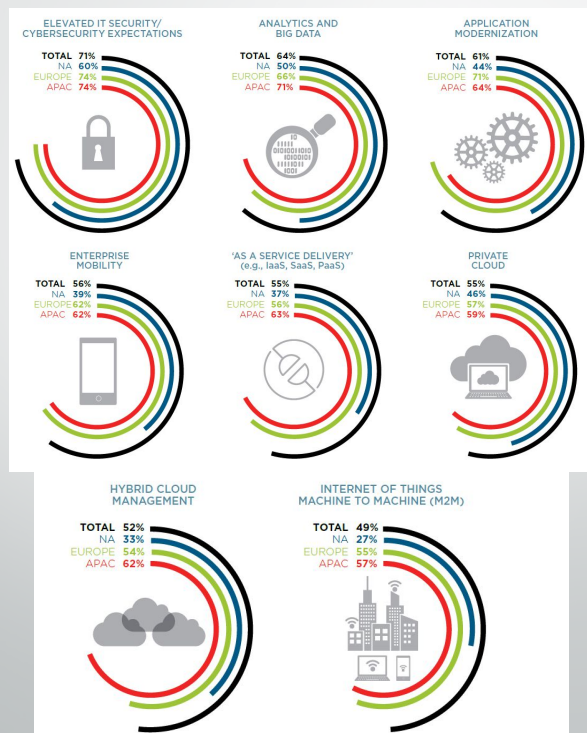 ELEVATED IT SECURITY/
CYBERSECURITY EXPECTATIONS
TOTAL 71%
NA 60%
EUROPE 74%
APAC 74%
ANALYTICS AND
BIG DATA
TOTAL 64%
NA 50%
EUROPE 66%
APAC 71%
APPLICATION
MODERNIZATION
TOTAL 61%
NA 44%
EUROPE 71%
APAC 64%
ENTERPRISE
MOBILITY
TOTAL 56%
NA 39%
EUROPE 62%
APAC 62%
'AS A SERVICE DELIVERY'
(e.g., IaaS, SaaS, PaaS)
TOTAL 55%
NA 37%
EUROPE 56%
APAC 63%
PRIVATE
CLOUD
TOTAL 55%
NA 46%
EUROPE 57%
APAC 59%
HYBRID CLOUD
MANAGEMENT
TOTAL 52%
NA 33%
EUROPE 54%
APAC 62%
INTERNET OF THINGS
MACHINE TO MACHINE (M2M)
TOTAL 49%
NA 27%
EUROPE 55%
APAC 57%